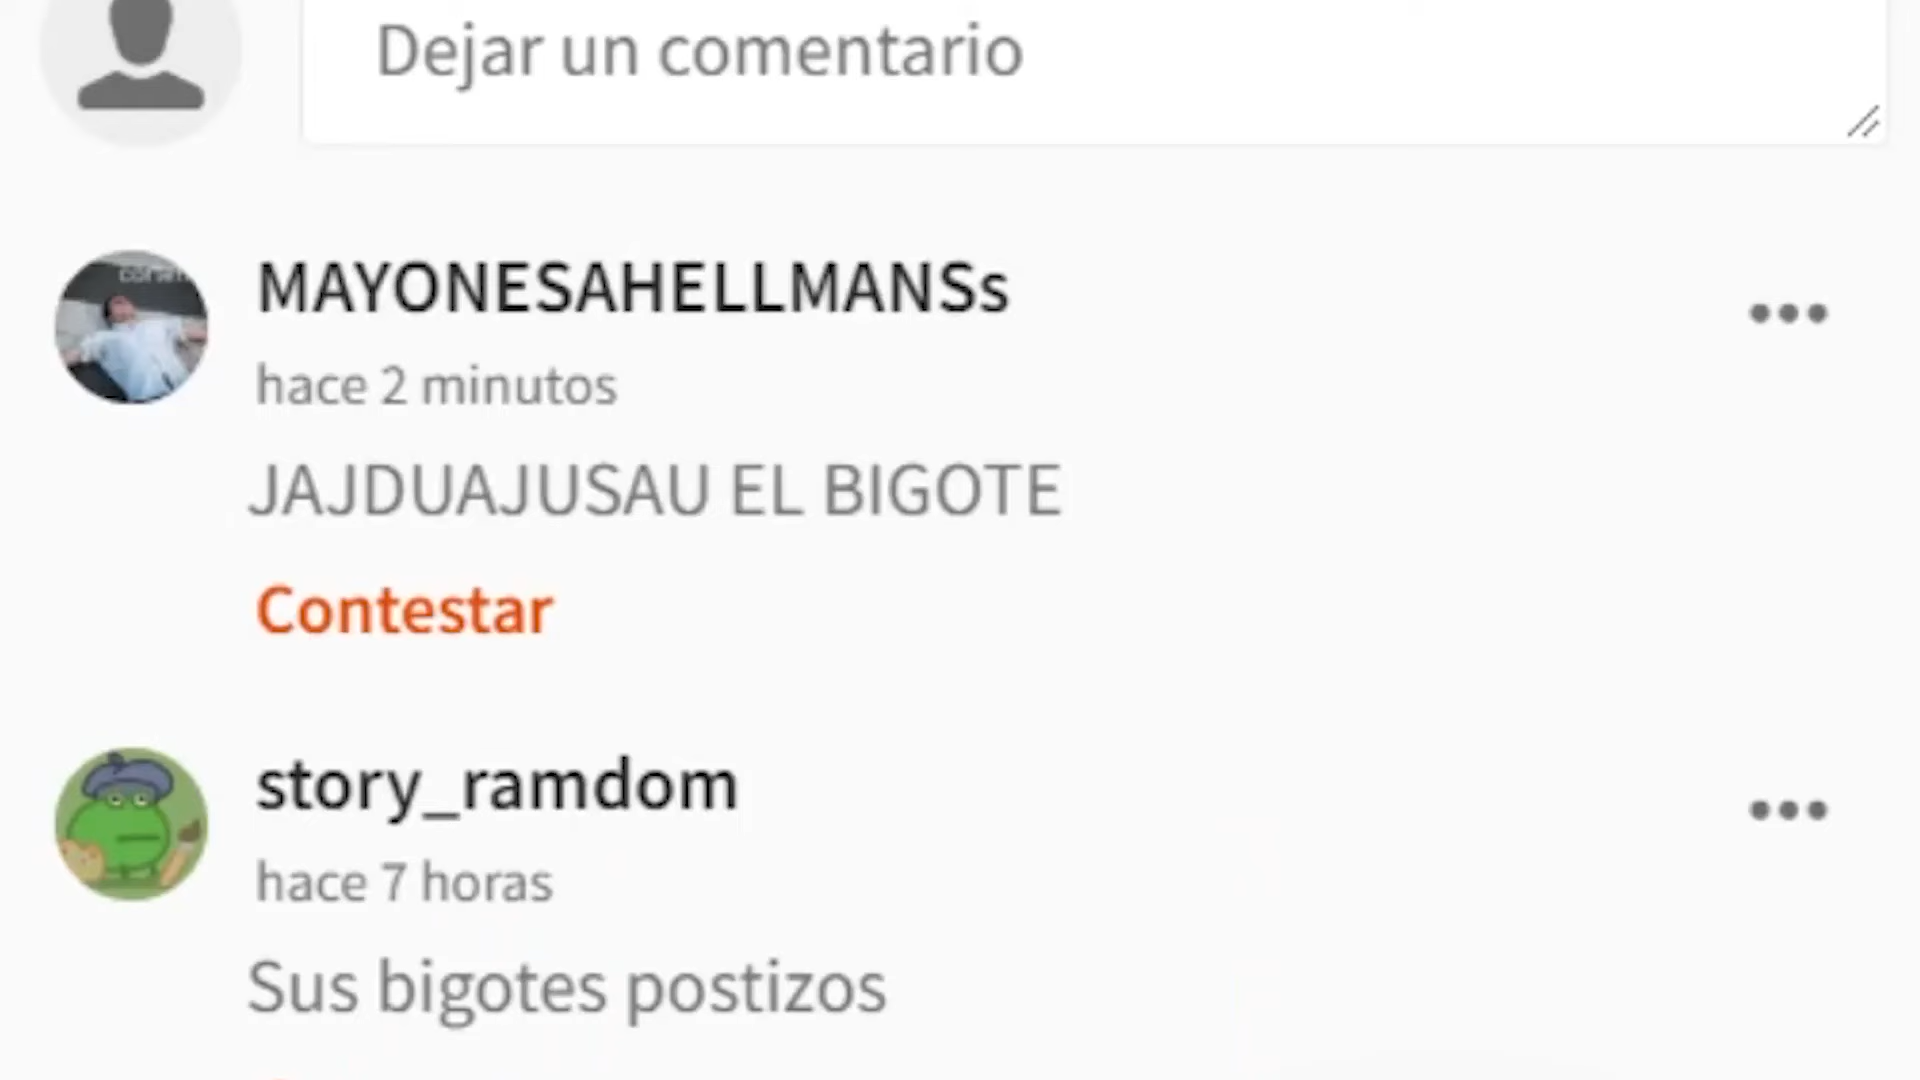 Dejar un comentario
MAYONESAHELLMANSs
hace 2 minutos
JAJDUAJUSAU EL BIGOTE
Contestar
story_ramdom
hace 7 horas
Sus bigotes postizos